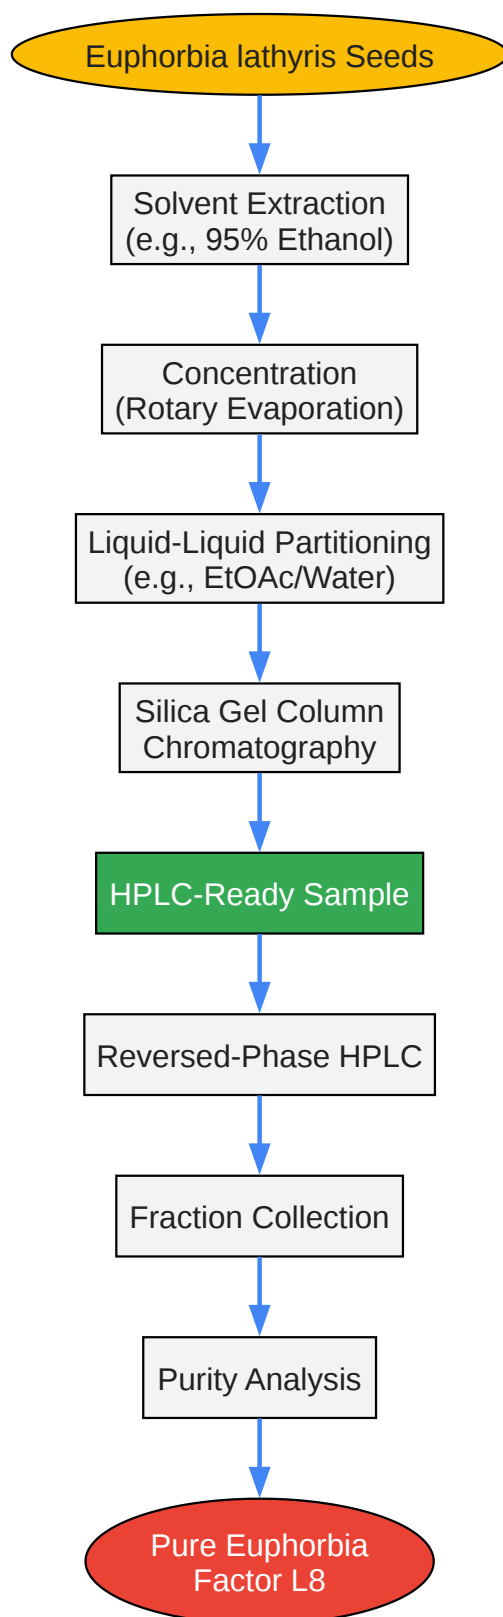 Euphorbia lathyris Seeds
Solvent Extraction
(e.g., 95% Ethanol)
Concentration
(Rotary Evaporation)
Liquid-Liquid Partitioning
(e.g., EtOAc/Water)
Silica Gel Column
Chromatography
HPLC-Ready Sample
Reversed-Phase HPLC
Fraction Collection
Purity Analysis
Pure Euphorbia
Factor L8